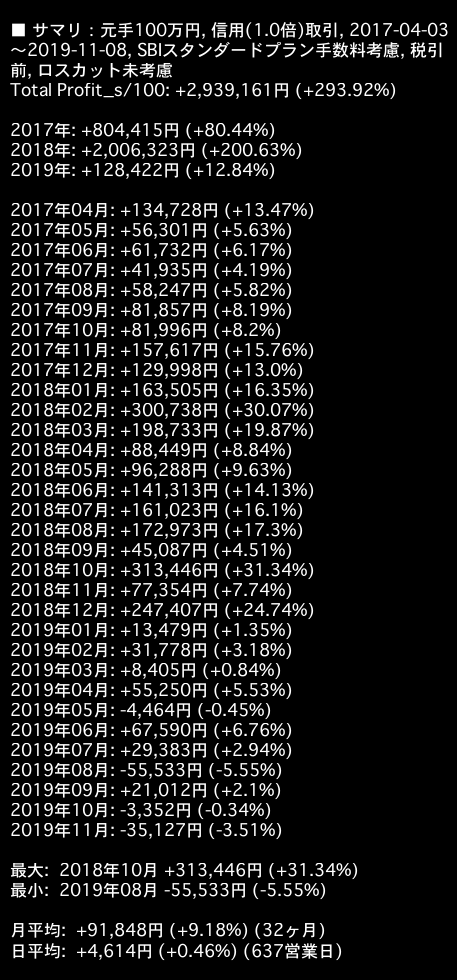 ■ サマリ：元手100万円, 信用(1.0倍)取引, 2017-04-03
〜2019-11-08, SBIスタンダードプラン手数料考慮, 税引
前, ロスカット未考慮
Total Profit_s/100: +2,939,161円 (+293.92%)
2017年: +804,415円 (+80.44%)
2018年: +2,006,323円 (+200.63%)
2019年: +128,422円 (+12.84%)
2017年04月: +134,728円 (+13.47%)
2017年05月: +56,301円 (+5.63%)
2017年06月: +61,732円 (+6.17%)
2017年07月: +41,935円 (+4.19%)
2017年08月: +58,247円 (+5.82%)
2017年09月: +81,857円 (+8.19%)
2017年10月: +81,996円 (+8.2%)
2017年11月: +157,617円 (+15.76%)
2017年12月: +129,998円 (+13.0%)
2018年01月: +163,505円 (+16.35%)
2018年02月: +300,738円 (+30.07%)
2018年03月: +198,733円 (+19.87%)
2018年04月: +88,449円 (+8.84%)
2018年05月: +96,288円 (+9.63%)
2018年06月: +141,313円 (+14.13%)
2018年07月: +161,023円 (+16.1%)
2018年08月: +172,973円 (+17.3%)
2018年09月: +45,087円 (+4.51%)
2018年10月: +313,446円 (+31.34%)
2018年11月: +77,354円 (+7.74%)
2018年12月: +247,407円 (+24.74%)
2019年01月: +13,479円 (+1.35%)
2019年02月: +31,778円 (+3.18%)
2019年03月: +8,405円 (+0.84%)
2019年04月: +55,250円 (+5.53%)
2019年05月: -4,464円 (-0.45%)
2019年06月: +67,590円 (+6.76%)
2019年07月: +29,383円 (+2.94%)
2019年08月: -55,533円 (-5.55%)
2019年09月: +21,012円 (+2.1%)
2019年10月: -3,352円 (-0.34%)
2019年11月: -35,127円 (-3.51%)
最大: 2018年10月 +313,446円 (+31.34%)
最小: 2019年08月 -55,533円 (-5.55%)
月平均: +91,848円 (+9.18%) (32ヶ月)
日平均: +4,614円 (+0.46%) (637営業日)